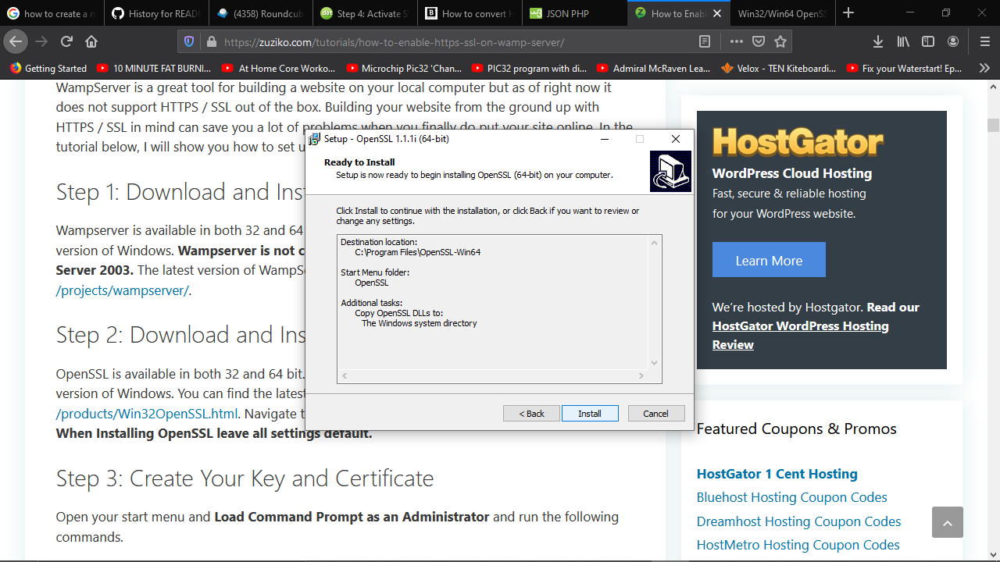 how to create a n
History for READ
(4358) Roundcub
Step 4: Activate S
How to convert H
JSON PHP
How to Enabl
Win32/Win64 OpenSS
https://zuziko.com/tutorials/how-to-enable-https-ssl-on-wamp-server/
Getting Started
10 MINUTE FAT BURNI...
At Home Core Worko...
Microchip Pic32 'Chan...
PIC32 program with di...
Admiral McRaven Lea...
Velox - TEN Kiteboardi...
Fix your Waterstart! Ep...
WampServer is a great tool for building a website on your local computer but as of right now it
does not support HTTPS / SSL out of the box. Building your website from the ground up with
HTTPS / SSL in mind can save you a lot of problems when you finally do put your site online. In the
tutorial below, I will show you how to set u
Step 1: Download and Inst
Wampserver is available in both 32 and 64
version of Windows. Wampserver is not c
Server 2003. The latest version of WampS
/projects/wampserver/.
Step 2: Download and Ins
OpenSSL is available in both 32 and 64 bit.
version of Windows. You can find the latest
/products/Win32OpenSSL.html. Navigate t
When Installing OpenSSL leave all settings default.
Step 3: Create Your Key and Certificate
Open your start menu and Load Command Prompt as an Administrator and run the following
commands.
Setup - OpenSSL 1.1.1i (64-bit)
Ready to Install
Setup is now ready to begin installing OpenSSL (64-bit) on your computer.
Click Install to continue with the installation, or click Back if you want to review or
change any settings.
Destination location:
C:\Program Files\OpenSSL-Win64
Start Menu folder:
OpenSSL
Additional tasks:
Copy OpenSSL DLLs to:
The Windows system directory
< Back
Install
Cancel
HostGator
WordPress Cloud Hosting
Fast, secure & reliable hosting
for your WordPress website.
Learn More
We're hosted by Hostgator. Read our
HostGator WordPress Hosting
Review
Featured Coupons & Promos
HostGator 1 Cent Hosting
Bluehost Hosting Coupon Codes
Dreamhost Hosting Coupon Codes
HostMetro Hosting Coupon Codes